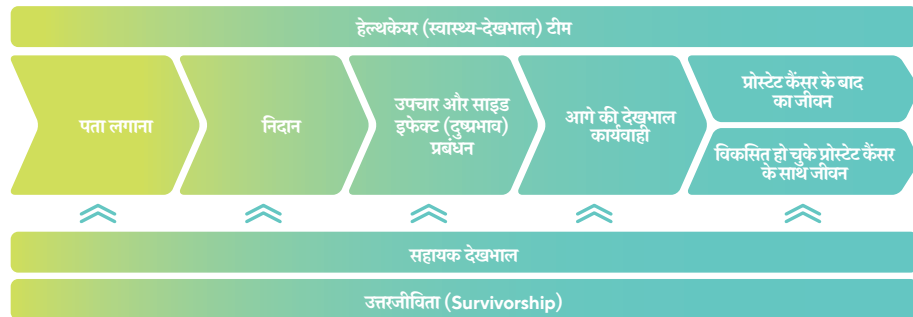 हेल्थकेयर (स्वास्थ्य-देखभाल) टीम
पता लगाना
निदान
उपचार और साइड
इफेक्ट (दुष्प्रभाव)
प्रबंधन
आगे की देखभाल
कार्यवाही
प्रोस्टेट कैंसर के बाद
का जीवन
विकसित हो चुके प्रोस्टेट कैंसर
के साथ जीवन
सहायक देखभाल
उत्तरजीविता (Survivorship)